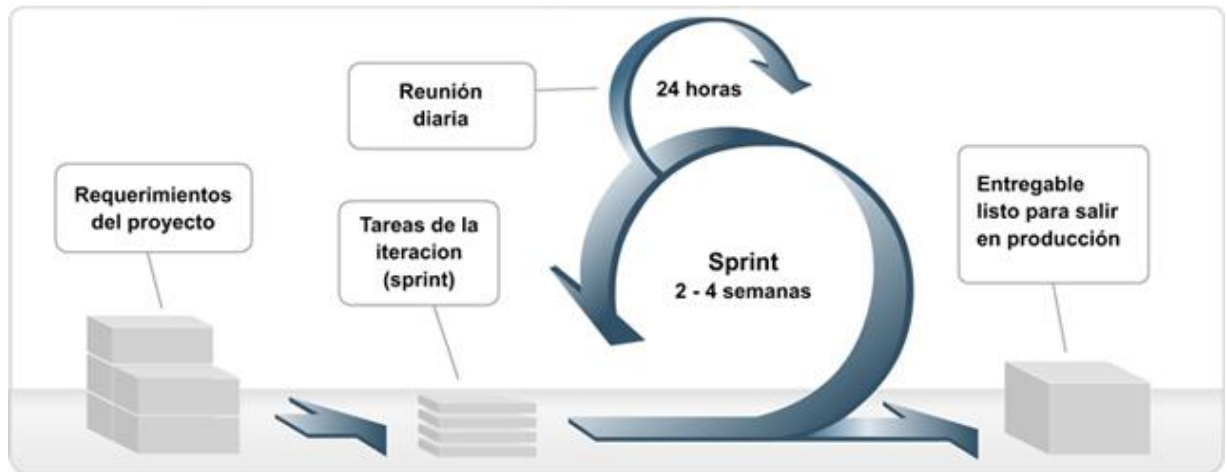 Reunión
diaria
24 horas
Requerimientos
del proyecto
Tareas de la
iteracion
(sprint)
Sprint
2 - 4 semanas
Entregable
listo para salir
en producción